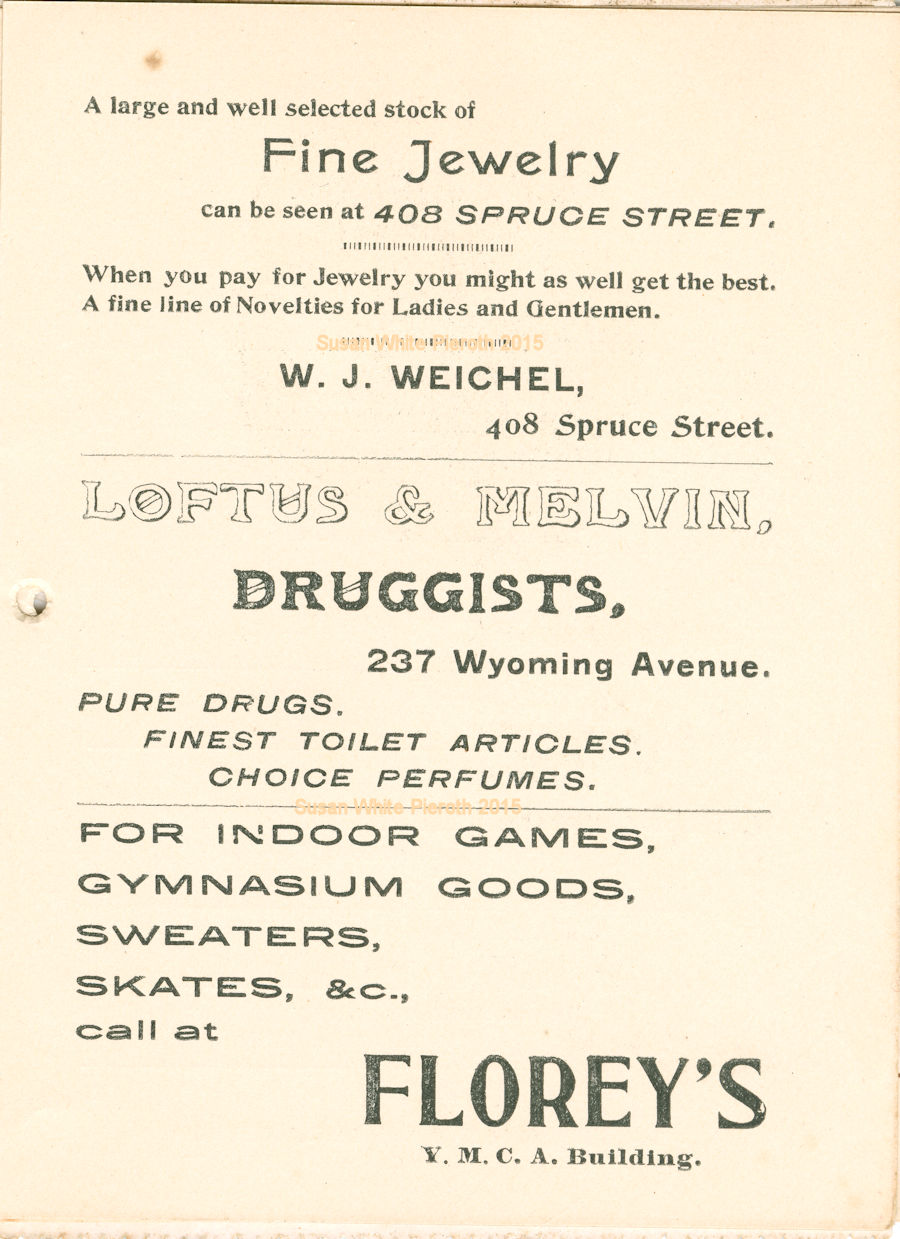 A large and well selected stock of
Fine Jewelry
can be seen at 408 SPRUCE STREET.
When you pay for Jewelry you might as well get the best.
A fine line of Novelties for Ladies and Gentlemen.
Susan White Pieroth 2015
W. J. WEICHEL,
408 Spruce Street.
LOFTUS & MELVIN,
DRUGGISTS,
237 Wyoming Avenue.
PURE DRUGS.
FINEST TOILET ARTICLES.
CHOICE PERFUMES.
Susan White Pieroth 2015
FOR INDOOR GAMES,
GYMNASIUM GOODS,
SWEATERS,
SKATES, &c.,
call at
FLOREY'S
Y. M. C. A. Building.